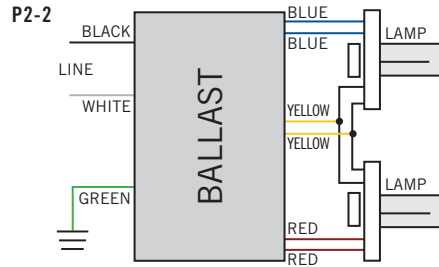 P2-2
BLACK
LINE
WHITE
GREEN
BALLAST
BLUE
BLUE
YELLOW
YELLOW
RED
RED
LAMP
LAMP